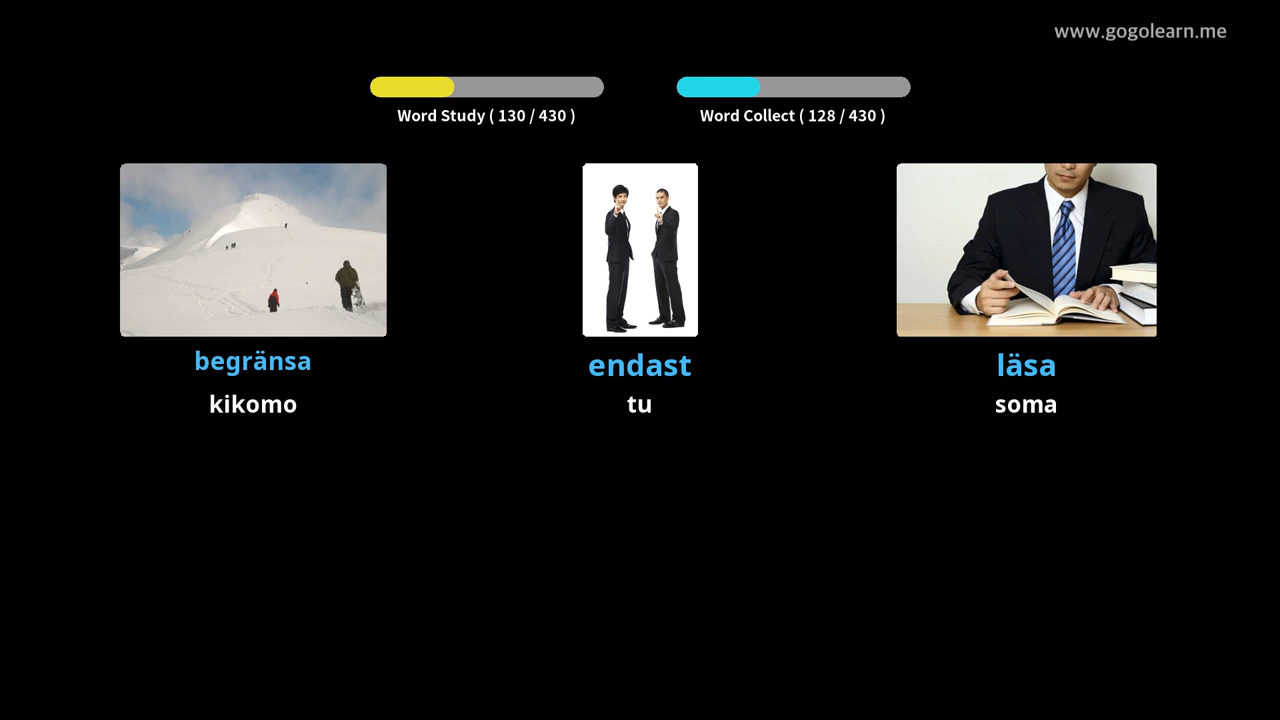 www.gogolearn.me
Word Study ( 130 / 430 )
Word Collect ( 128 / 430 )
begränsa
endast
läsa
kikomo
tu
soma